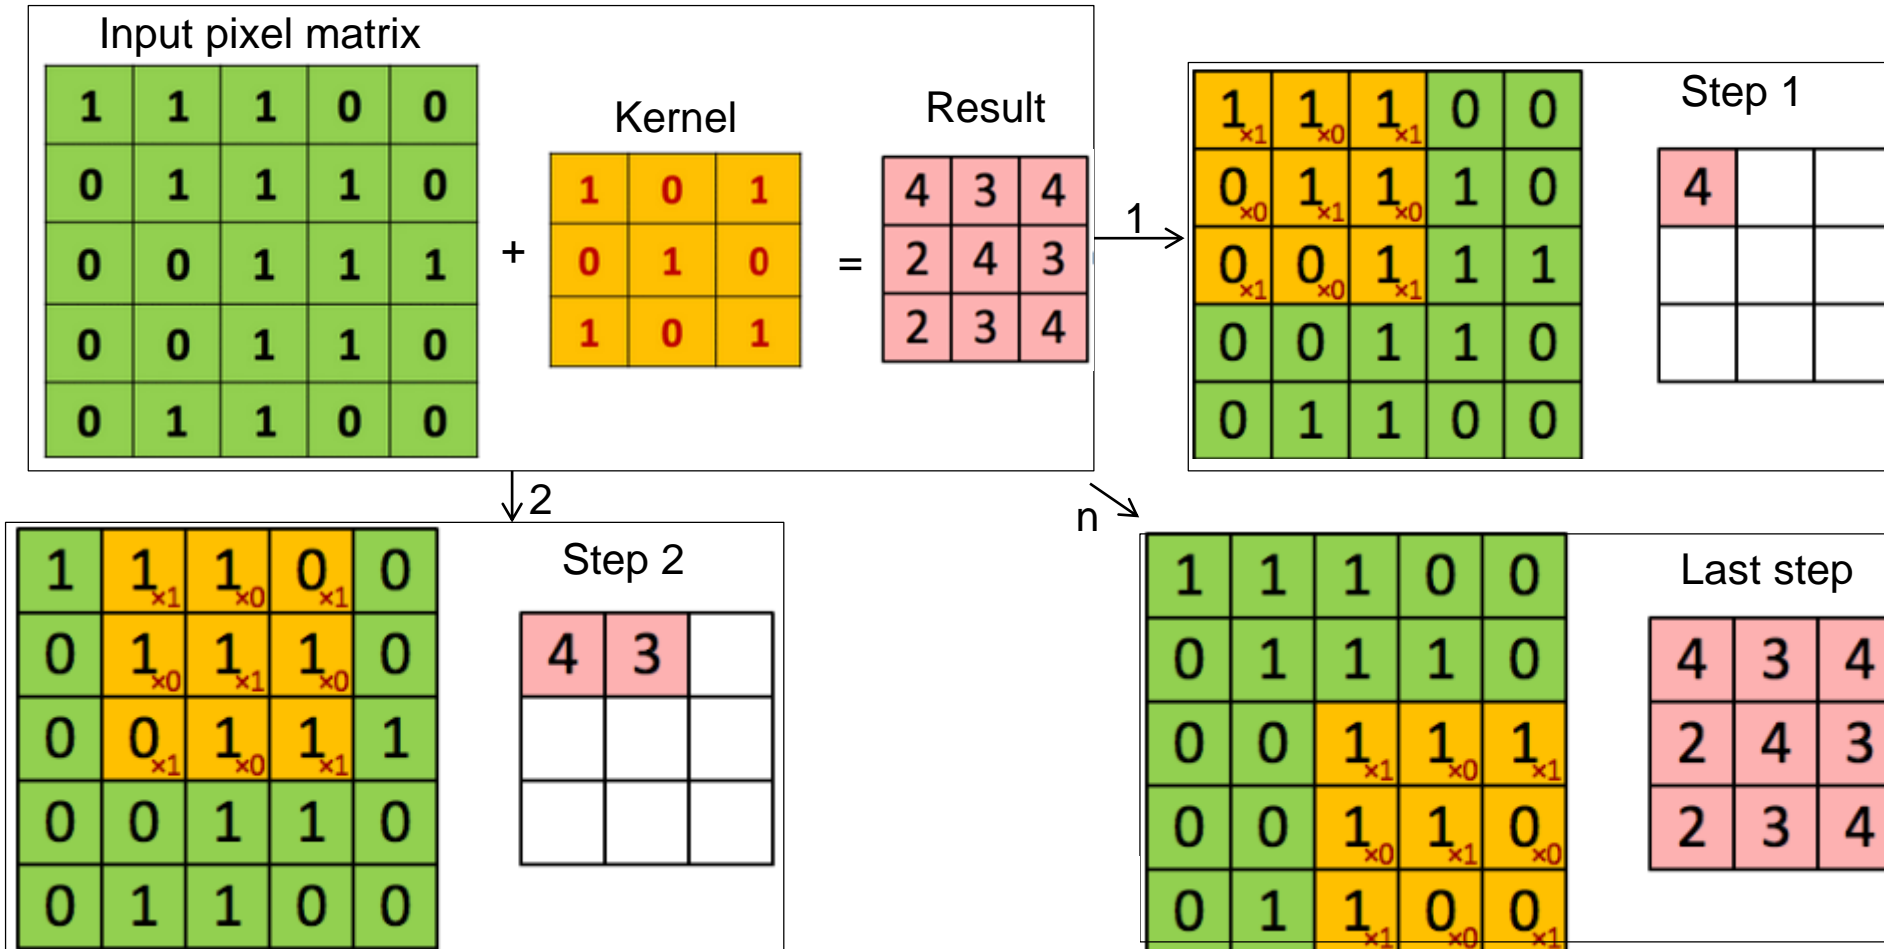 Input pixel matrix
1 1 1 0 0
0 1 1 1 0
0 0 1 1 1
0 0 1 1 0
0 1 1 0 0
+
Kernel
1 0 1
0 1 0
1 0 1
=
Result
4 3 4
2 4 3
2 3 4
1
Step 1
1×1 1×0 1×1 0 0
0×0 1×1 1×0 1 0
0×1 0×0 1×1 1 1
0 0 1 1 0
0 1 1 0 0
4
2
Step 2
1 1×1 1×0 0×1 0
0 1×0 1×1 1×0 0
0 0×1 1×0 1×1 1
0 0 1 1 0
0 1 1 0 0
4 3
n
Last step
1 1 1 0 0
0 1 1 1 0
0 0 1×1 1×0 1×1
0 0 1×0 1×1 0×0
0 1 1×1 0×0 0×1
4 3 4
2 4 3
2 3 4